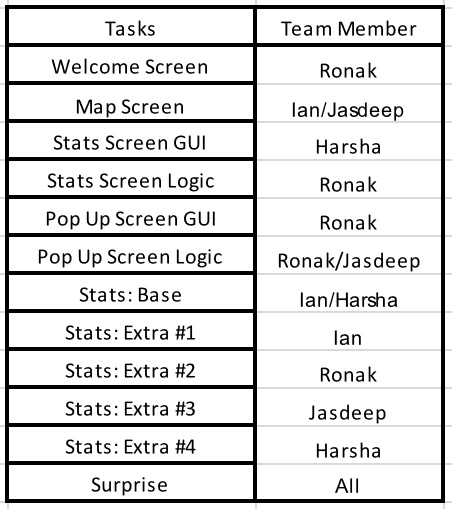 Tasks Team Member
Welcome Screen Ronak
Map Screen Ian/Jasdeep
Stats Screen GUI Harsha
Stats Screen Logic Ronak
Pop Up Screen GUI Ronak
Pop Up Screen Logic Ronak/Jasdeep
Stats: Base Ian/Harsha
Stats: Extra #1 Ian
Stats: Extra #2 Ronak
Stats: Extra #3 Jasdeep
Stats: Extra #4 Harsha
Surprise All